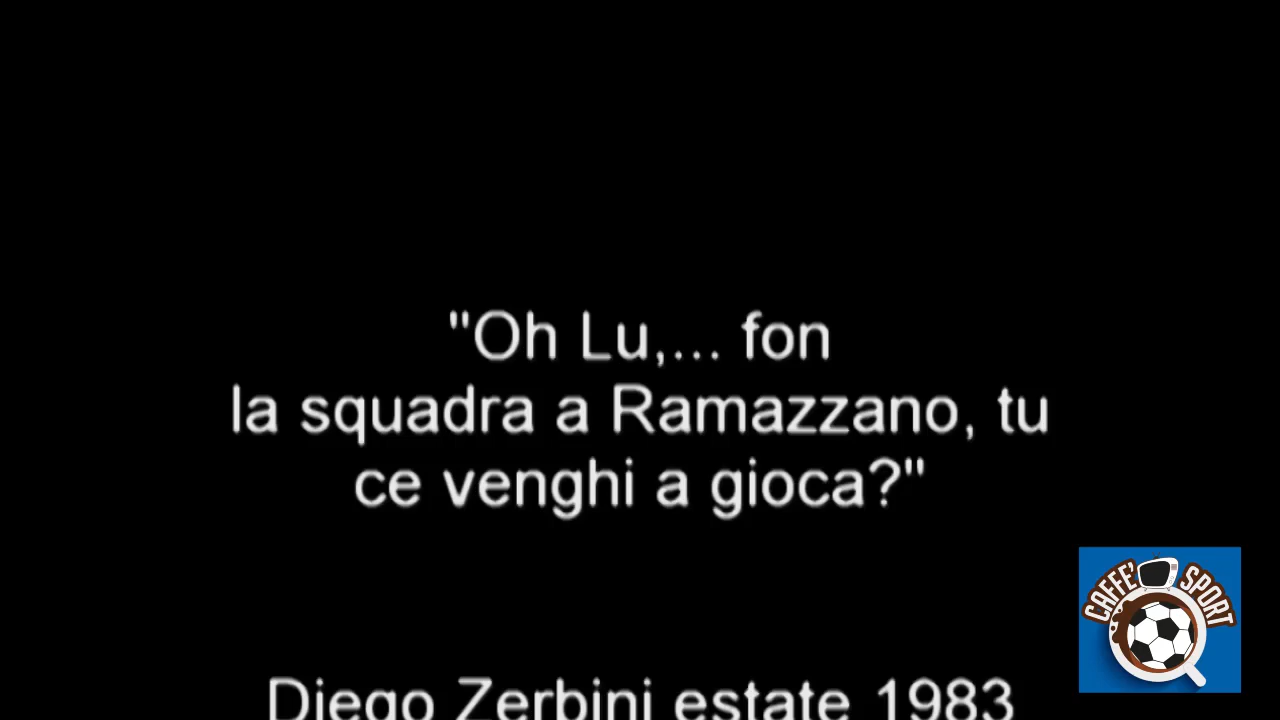 "Oh Lu,... fon
la squadra a Ramazzano, tu
ce venghi a gioca?"
Diego Zerbini estate 1983
CAFFE' SPORT